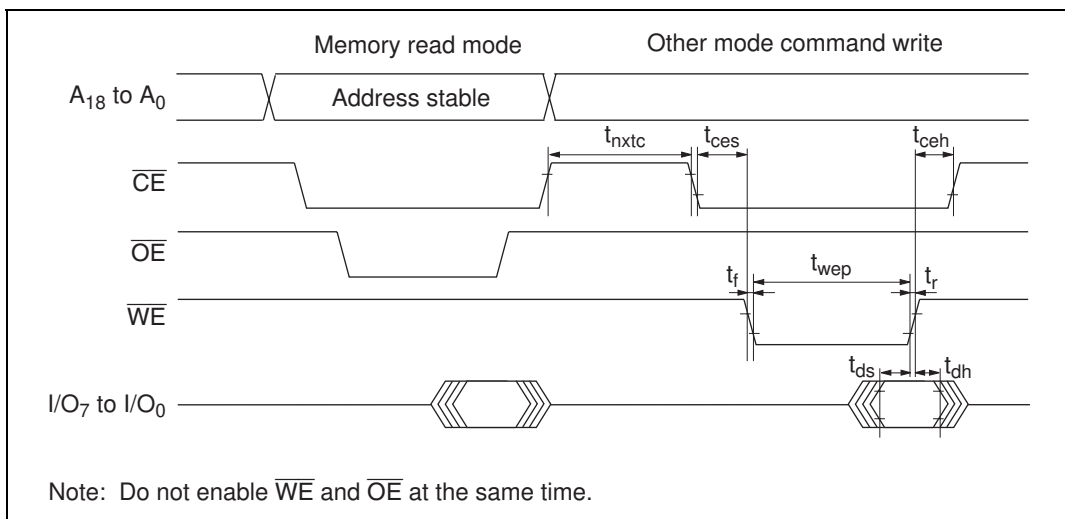 Memory read mode Other mode command write
A18 to A0 Address stable
tnxtc tces tceh
CE
OE
tf twep tr
WE
tds tdh
I/O7 to I/O0
Note: Do not enable WE and OE at the same time.